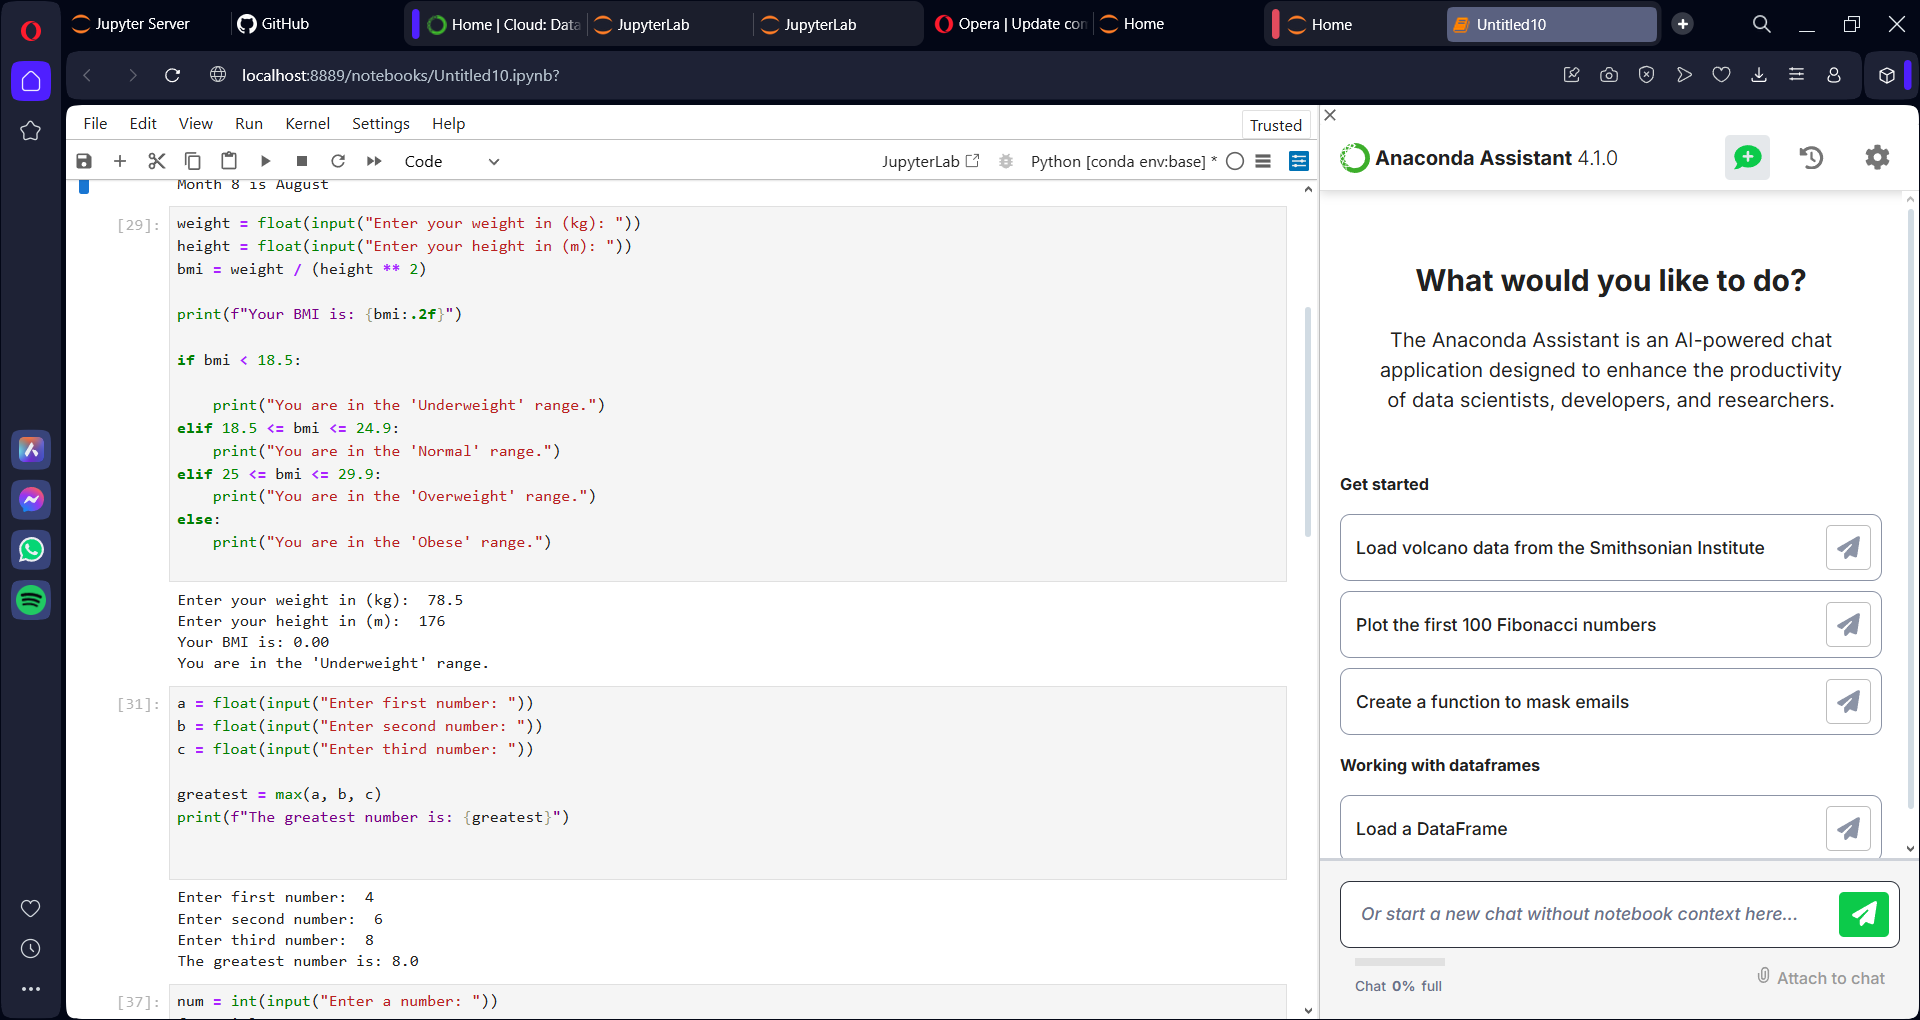 Jupyter Server
GitHub
Home | Cloud: Data
JupyterLab
JupyterLab
Opera | Update con
Home
Home
Untitled10
localhost:8889/notebooks/Untitled10.ipynb?
File Edit View Run Kernel Settings Help
Trusted
Code
JupyterLab
Python [conda env:base] *
Month 8 is August
[29]:
weight = float(input("Enter your weight in (kg): "))
height = float(input("Enter your height in (m): "))
bmi = weight / (height ** 2)
print(f"Your BMI is: {bmi:.2f}")
if bmi < 18.5:
    print("You are in the 'Underweight' range.")
elif 18.5 <= bmi <= 24.9:
    print("You are in the 'Normal' range.")
elif 25 <= bmi <= 29.9:
    print("You are in the 'Overweight' range.")
else:
    print("You are in the 'Obese' range.")
Enter your weight in (kg):  78.5
Enter your height in (m):  176
Your BMI is: 0.00
You are in the 'Underweight' range.
[31]:
a = float(input("Enter first number: "))
b = float(input("Enter second number: "))
c = float(input("Enter third number: "))
greatest = max(a, b, c)
print(f"The greatest number is: {greatest}")
Enter first number:  4
Enter second number:  6
Enter third number:  8
The greatest number is: 8.0
[37]:
num = int(input("Enter a number: "))
Anaconda Assistant 4.1.0
What would you like to do?
The Anaconda Assistant is an AI-powered chat
application designed to enhance the productivity
of data scientists, developers, and researchers.
Get started
Load volcano data from the Smithsonian Institute
Plot the first 100 Fibonacci numbers
Create a function to mask emails
Working with dataframes
Load a DataFrame
Or start a new chat without notebook context here...
Chat 0% full
Attach to chat